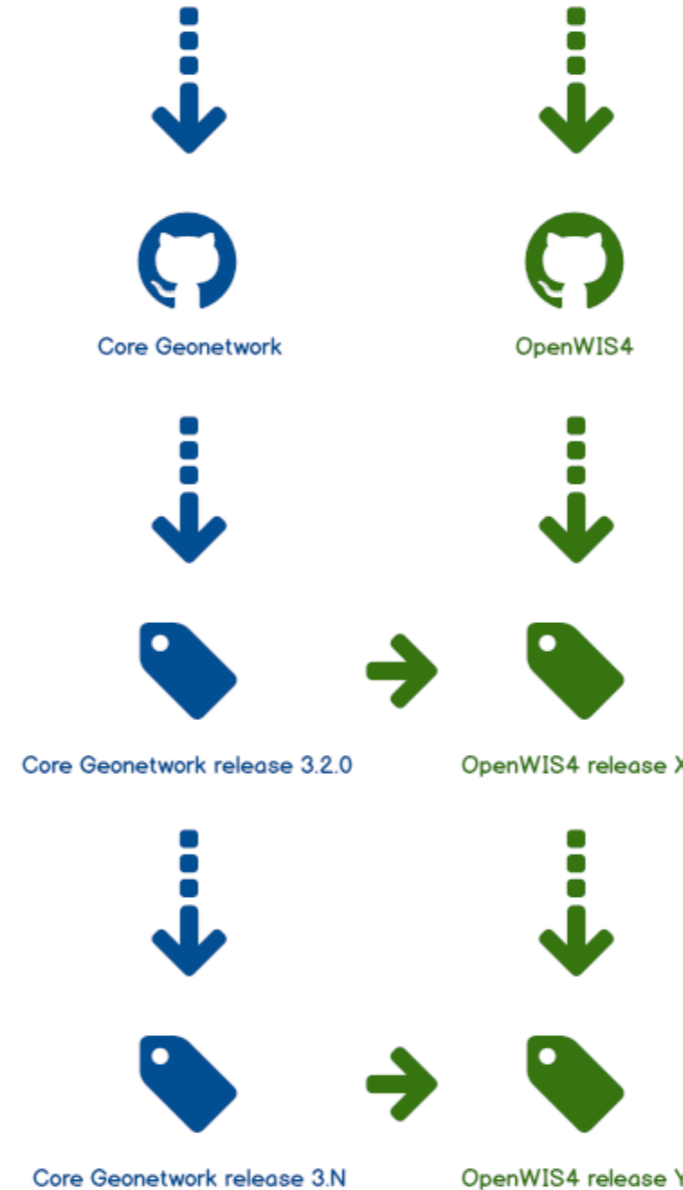 Core Geonetwork
OpenWIS4
Core Geonetwork release 3.2.0
OpenWIS4 release X
Core Geonetwork release 3.N
OpenWIS4 release Y